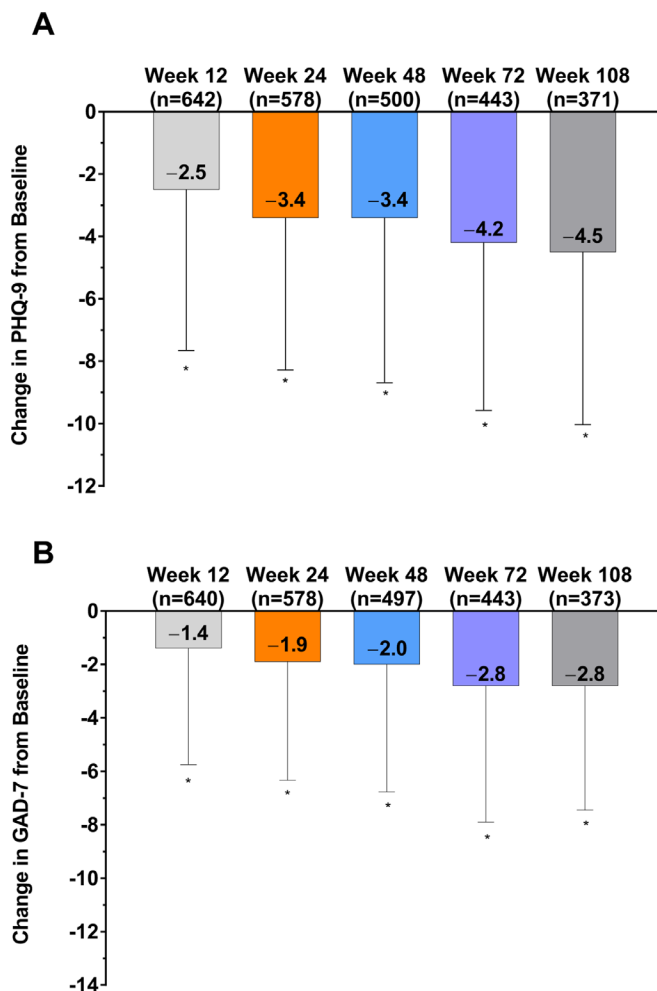 A
Week 12 Week 24 Week 48 Week 72 Week 108
(n=642) (n=578) (n=500) (n=443) (n=371)
Change in PHQ-9 from Baseline
0
-2
-4
-6
-8
-10
-12
−2.5
−3.4
−3.4
−4.2
−4.5
* * * * *
B
Week 12 Week 24 Week 48 Week 72 Week 108
(n=640) (n=578) (n=497) (n=443) (n=373)
Change in GAD-7 from Baseline
0
-2
-4
-6
-8
-10
-12
-14
−1.4
−1.9
−2.0
−2.8
−2.8
* * * * *